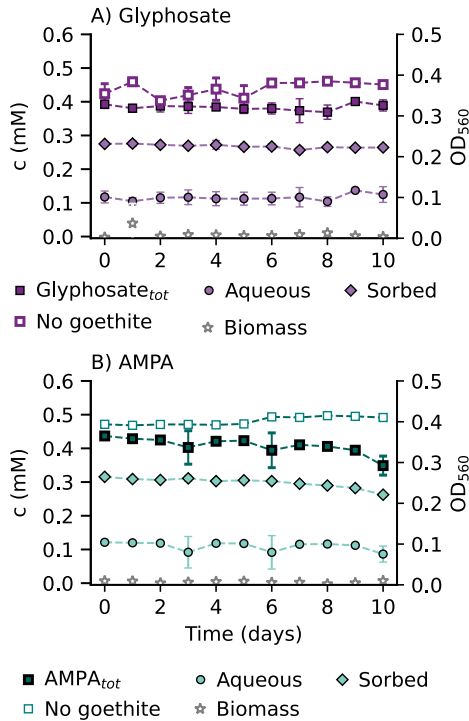 A) Glyphosate
0.6 0.5
0.5 0.4
0.4
0.3
0.3
0.2
0.2
0.1
0.1
0.0 0.0
c (mM)
OD560
0 2 4 6 8 10
Glyphosatetot Aqueous Sorbed
No goethite Biomass
B) AMPA
0.6 0.5
0.5 0.4
0.4
0.3
0.3
0.2
0.2
0.1
0.1
0.0 0.0
c (mM)
OD560
0 2 4 6 8 10
Time (days)
AMPAtot Aqueous Sorbed
No goethite Biomass